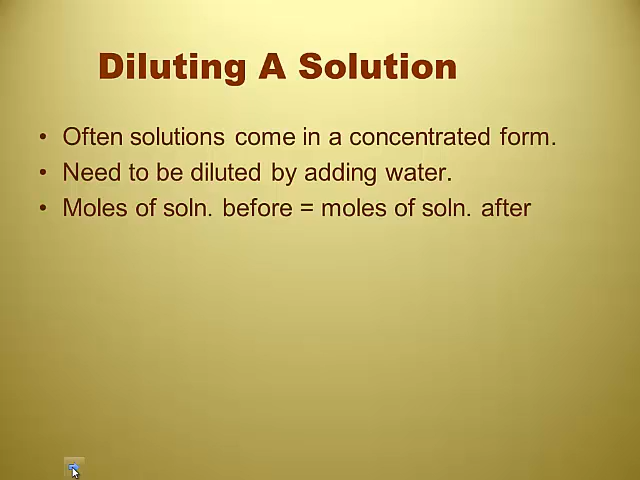 Diluting A Solution
• Often solutions come in a concentrated form.
• Need to be diluted by adding water.
• Moles of soln. before = moles of soln. after